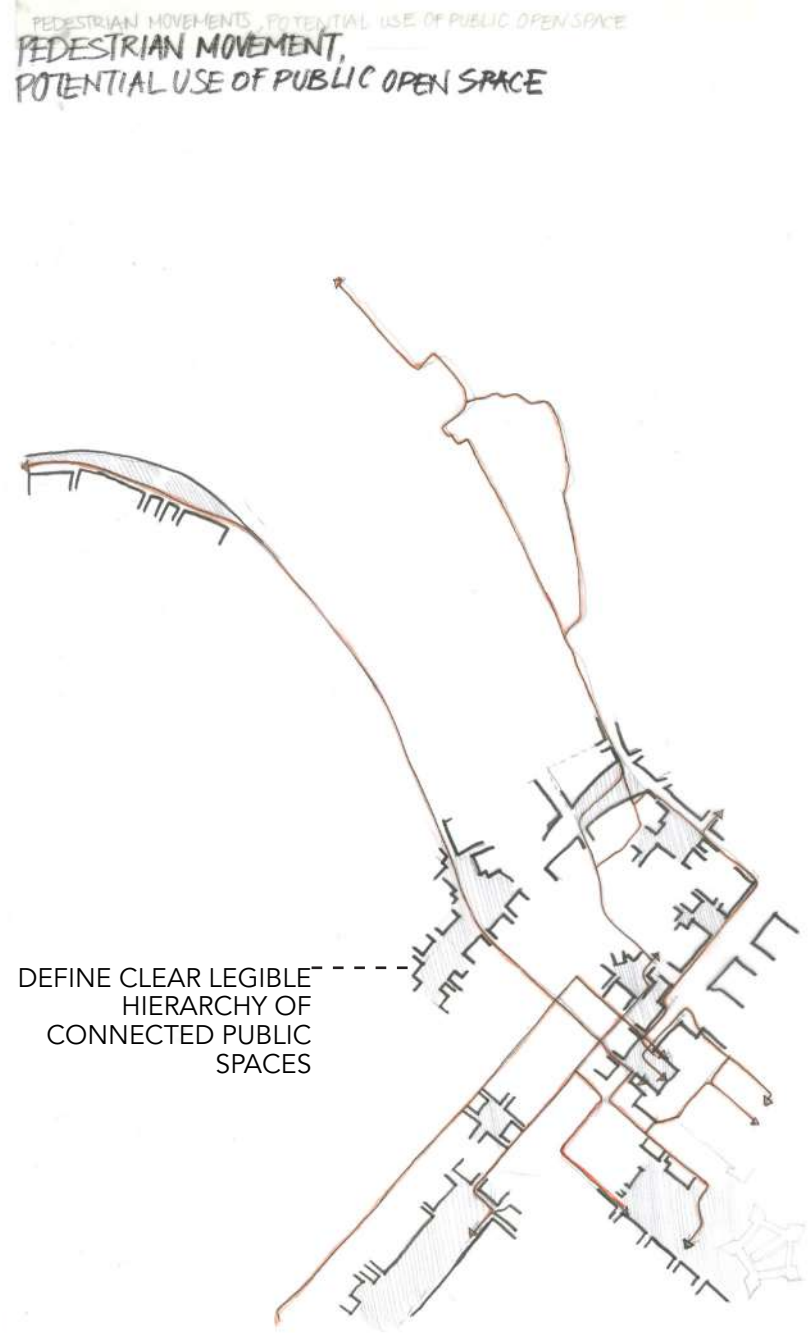 PEDESTRIAN MOVEMENTS, POTENTIAL USE OF PUBLIC OPEN SPACE
PEDESTRIAN MOVEMENT,
POTENTIAL USE OF PUBLIC OPEN SPACE
DEFINE CLEAR LEGIBLE
HIERARCHY OF
CONNECTED PUBLIC
SPACES